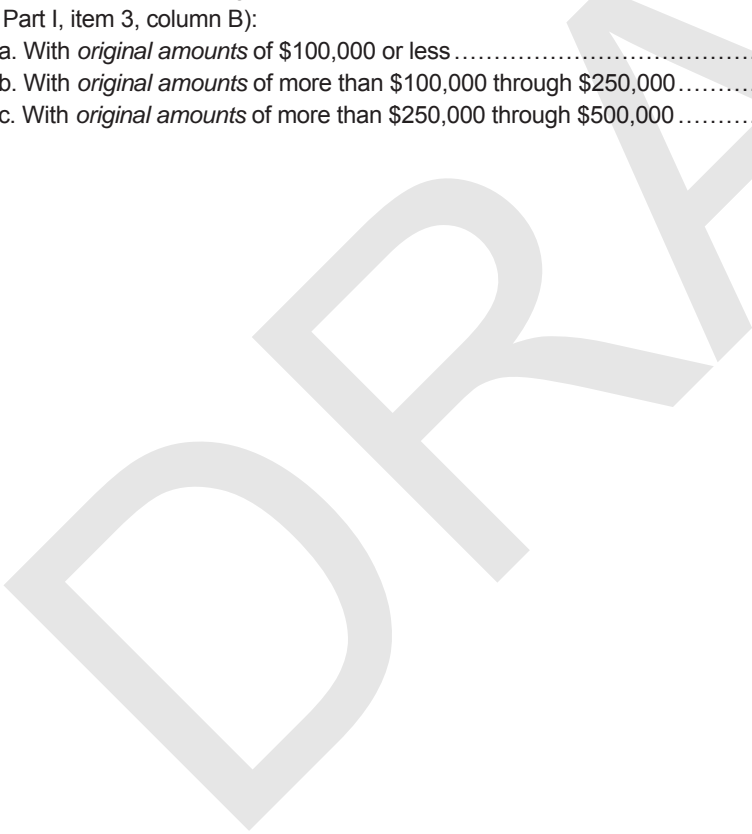 Part I, item 3, column B):
a. With original amounts of $100,000 or less
b. With original amounts of more than $100,000 through $250,000
c. With original amounts of more than $250,000 through $500,000
DRA